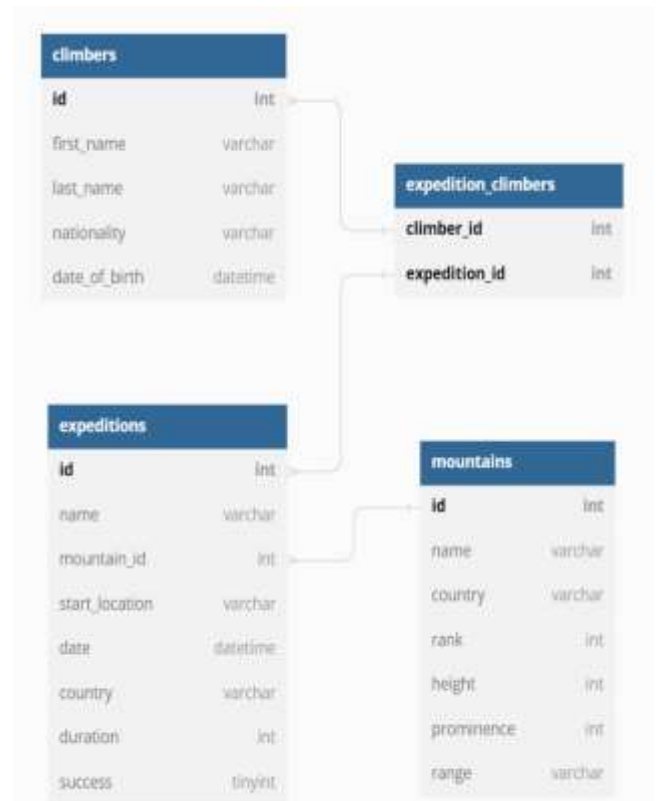 climbers
id int
first_name varchar
last_name varchar
nationality varchar
date_of_birth datetime
expedition_climbers
climber_id int
expedition_id int
expeditions
id int
name varchar
mountain_id int
start_location varchar
date datetime
country varchar
duration int
success tinyint
mountains
id int
name varchar
country varchar
rank int
height int
prominence int
range varchar